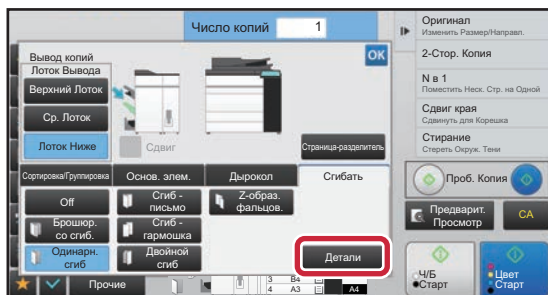 Число копий
1
Вывод копий
OK
Лоток Вывода
Верхний Лоток
Ср. Лоток
Лоток Ниже
Сдвиг
Страница-разделитель
Сортировка/Группировка
Основ. элем.
Дырокол
Сгибать
Off
Сгиб -
письмо
Z-образ.
фальцов.
Брошюр.
со сгиб.
Сгиб -
гармошка
Одинарн.
сгиб
Двойной
сгиб
Детали
Прочие
3 B4
4 A3
A4
Оригинал
Изменить Размер/Направл.
2-Стор. Копия
N в 1
Поместить Неск. Стр. на Одной
Сдвиг края
Сдвинуть для Корешка
Стирание
Стереть Окруж. Тени
Проб. Копия
Предварит.
Просмотр
CA
Ч/Б
Старт
Цвет
Старт